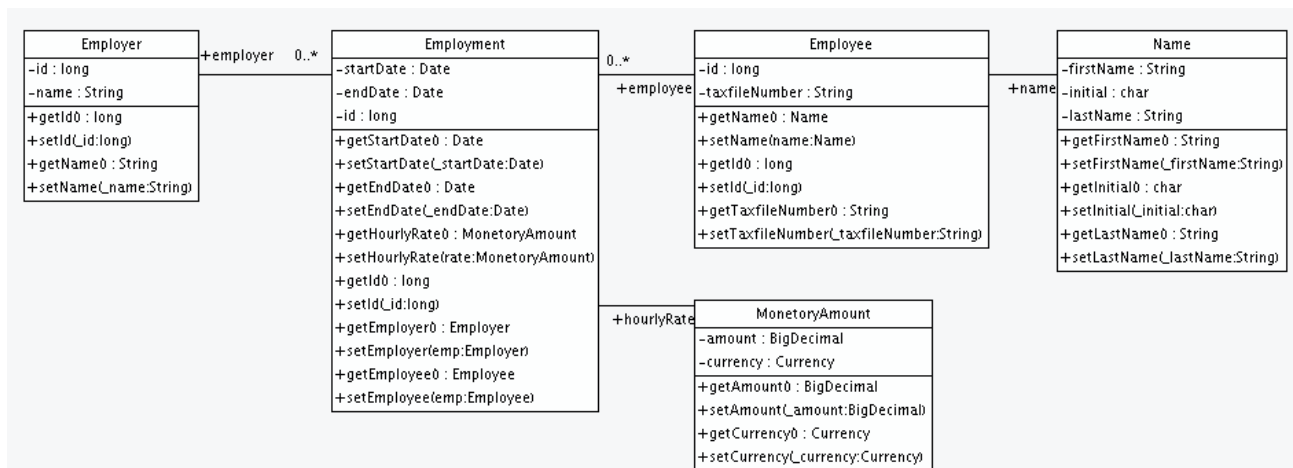 Employer
-id : long
-name : String
+getId() : long
+setId(_id:long)
+getName() : String
+setName(_name:String)
+employer 0..*
Employment
-startDate : Date
-endDate : Date
-id : long
+getStartDate() : Date
+setStartDate(_startDate:Date)
+getEndDate() : Date
+setEndDate(_endDate:Date)
+getHourlyRate() : MonetoryAmount
+setHourlyRate(rate:MonetoryAmount)
+getId() : long
+setId(_id:long)
+getEmployer() : Employer
+setEmployer(emp:Employer)
+getEmployee() : Employee
+setEmployee(emp:Employee)
0..*
+employee
Employee
-id : long
-taxfileNumber : String
+getName() : Name
+setName(name:Name)
+getId() : long
+setId(_id:long)
+getTaxfileNumber() : String
+setTaxfileNumber(_taxfileNumber:String)
+name
Name
-firstName : String
-initial : char
-lastName : String
+getFirstName() : String
+setFirstName(_firstName:String)
+getInitial() : char
+setInitial(_initial:char)
+getLastName() : String
+setLastName(_lastName:String)
+hourlyRate
MonetoryAmount
-amount : BigDecimal
-currency : Currency
+getAmount() : BigDecimal
+setAmount(_amount:BigDecimal)
+getCurrency() : Currency
+setCurrency(_currency:Currency)